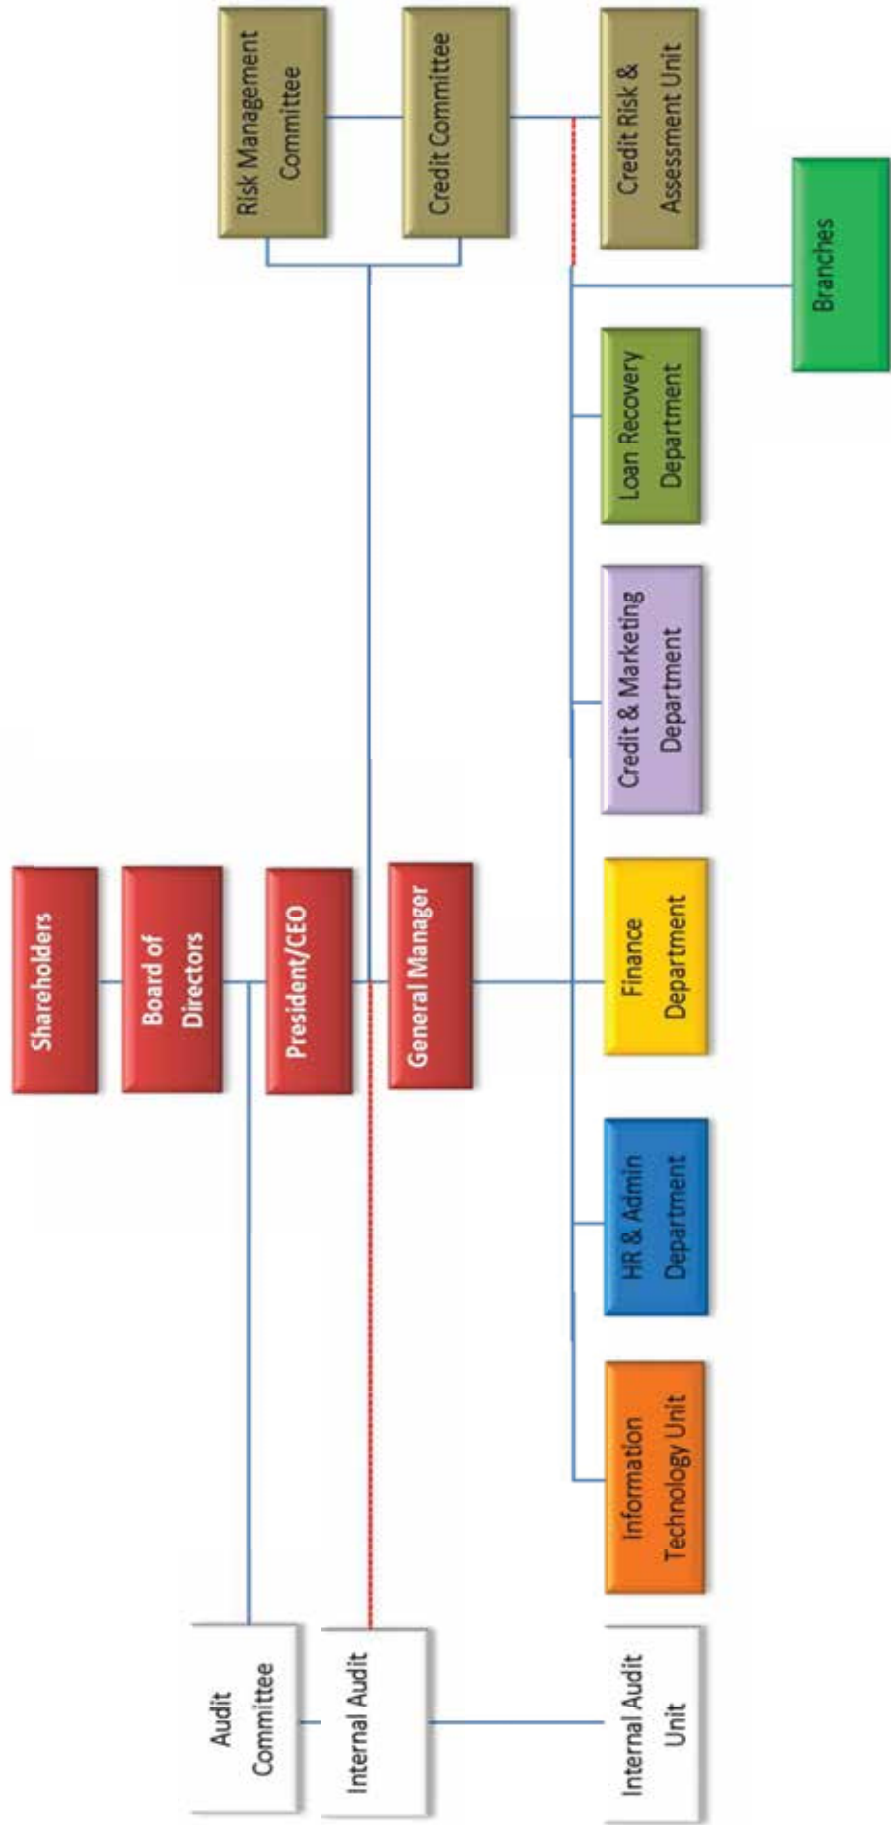 Shareholders
Board of
Directors
Audit
Committee
President/CEO
Risk Management
Committee
Internal Audit
General Manager
Credit Committee
Internal Audit
Unit
Information
Technology Unit
HR & Admin
Department
Finance
Department
Credit & Marketing
Department
Loan Recovery
Department
Credit Risk &
Assessment Unit
Branches